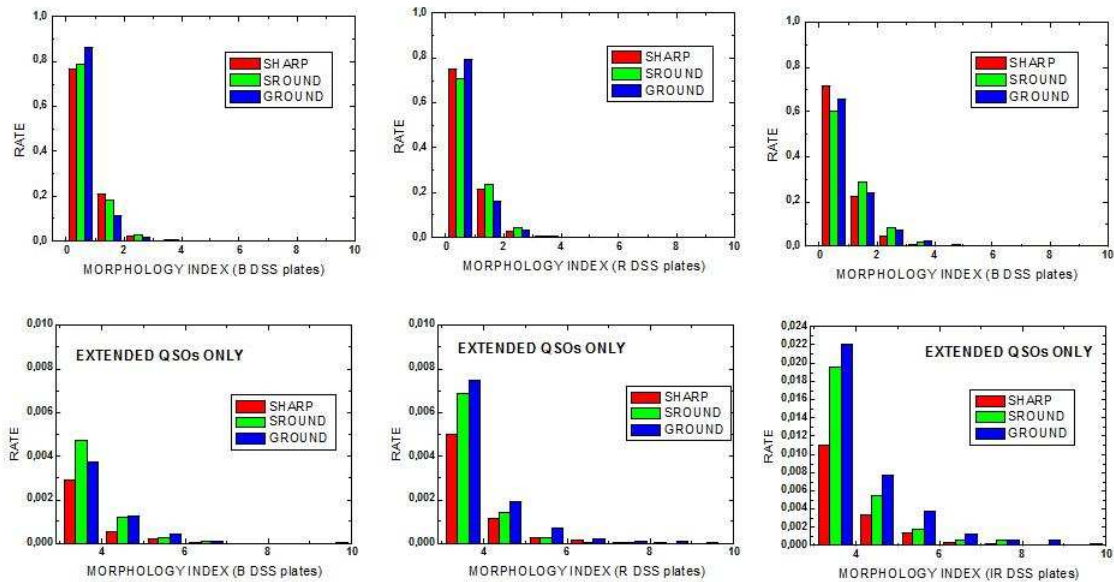 1,0
0,8
0,6
0,4
0,2
0,0
RATE
SHARP
SROUND
GROUND
0 2 4 6 8 10
MORPHOLOGY INDEX (B DSS plates)
1,0
0,8
0,6
0,4
0,2
0,0
RATE
SHARP
SROUND
GROUND
0 2 4 6 8 10
MORPHOLOGY INDEX (R DSS plates)
1,0
0,8
0,6
0,4
0,2
0,0
RATE
SHARP
SROUND
GROUND
0 2 4 6 8 10
MORPHOLOGY INDEX (B DSS plates)
0,010
0,008
0,006
0,004
0,002
0,000
RATE
EXTENDED QSOs ONLY
SHARP
SROUND
GROUND
4 6 8 10
MORPHOLOGY INDEX (B DSS plates)
0,010
0,008
0,006
0,004
0,002
0,000
RATE
EXTENDED QSOs ONLY
SHARP
SROUND
GROUND
4 6 8 10
MORPHOLOGY INDEX (R DSS plates)
0,024
0,022
0,020
0,018
0,016
0,014
0,012
0,010
0,008
0,006
0,004
0,002
0,000
RATE
EXTENDED QSOs ONLY
SHARP
SROUND
GROUND
4 6 8 10
MORPHOLOGY INDEX (IR DSS plates)